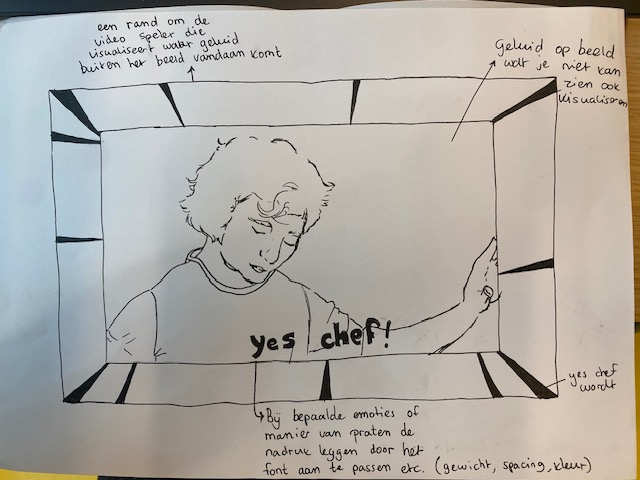 een rand om de
video speler die
visualiseert waar geluid
buiten het beeld vandaan komt
Geluid op beeld
wat je niet kan
zien ook
visualiseren
yes chef!
yes chef
wordt
Bij bepaalde emoties of
manier van praten de
nadruk leggen door het
font aan te passen etc. (gewicht, spacing, kleur)